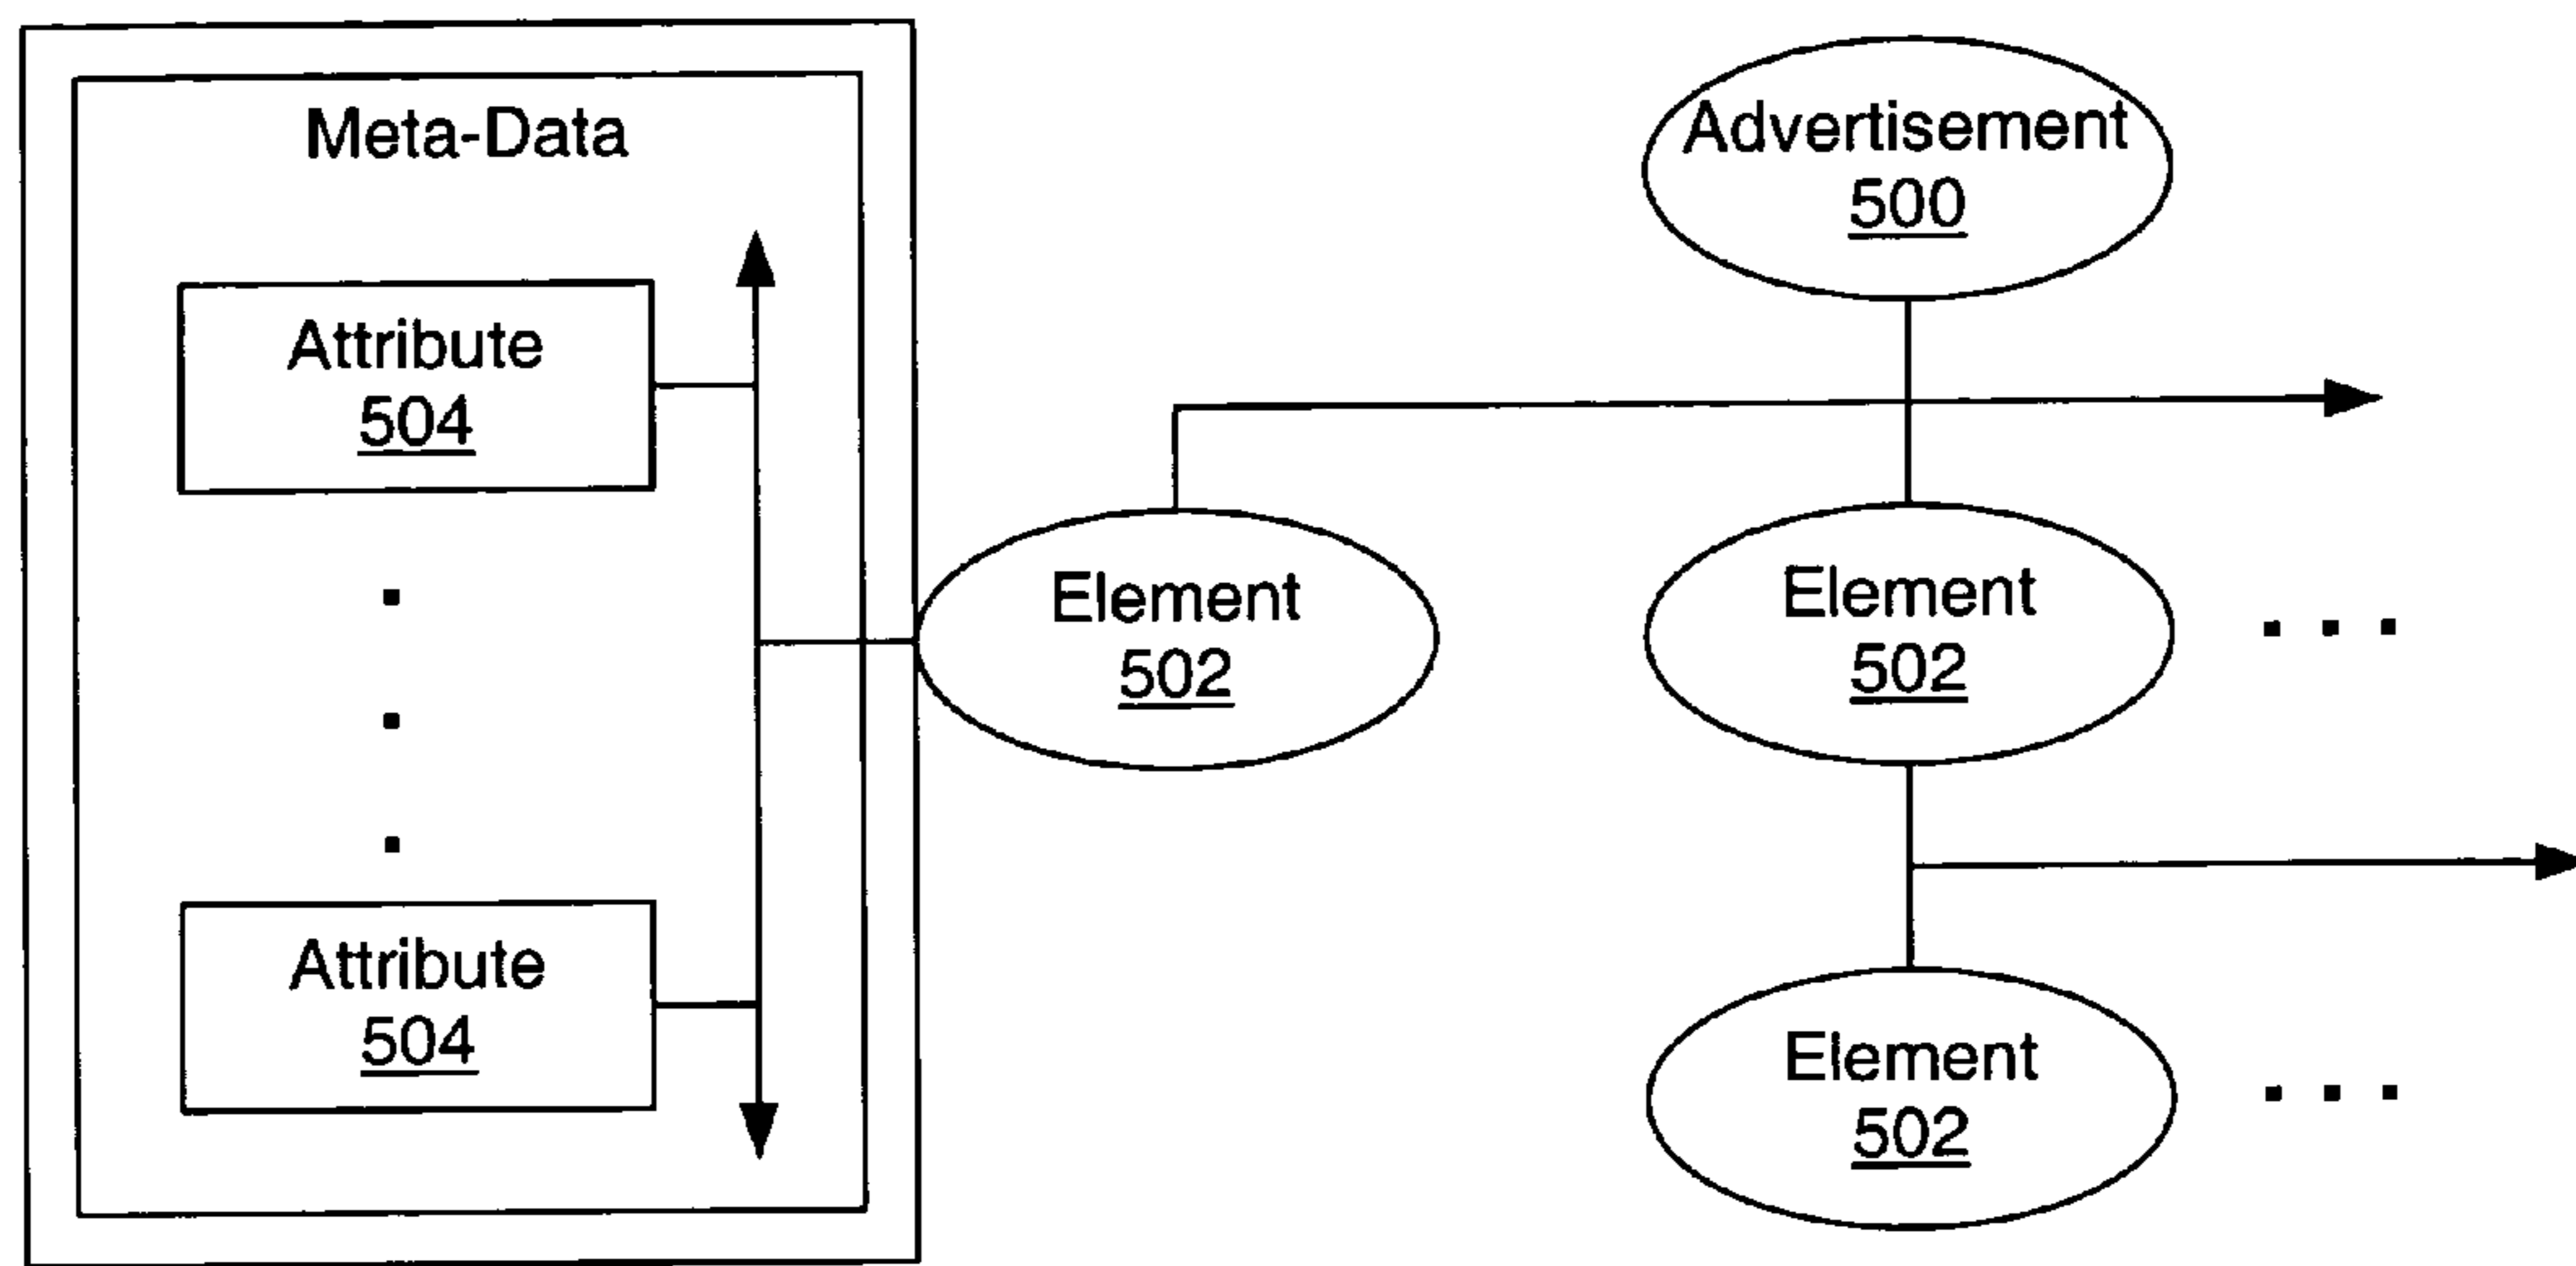 Meta-Data
Attribute
504
Attribute
504
Advertisement
500
Element
502
Element
502
Element
502